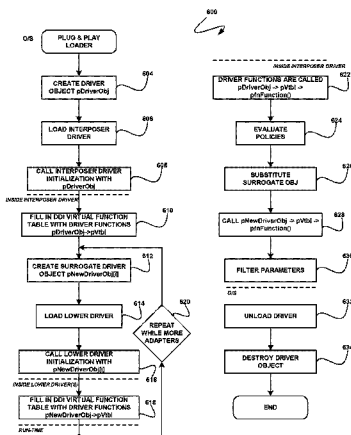 600
O/S
PLUG & PLAY
LOADER
CREATE DRIVER
OBJECT pDriverObj
604
LOAD INTERPOSER
DRIVER
606
CALL INTERPOSER DRIVER
INITIALIZATION WITH
pDriverObj
608
INSIDE INTERPOSER DRIVER
FILL IN DDI VIRTUAL FUNCTION
TABLE WITH DRIVER FUNCTIONS
pDriverObj->pVtbl
610
CREATE SURROGATE DRIVER
OBJECT pNewDriverObj[i]
612
LOAD LOWER DRIVER
614
REPEAT
WHILE MORE
ADAPTERS
620
CALL LOWER DRIVER
INITIALIZATION WITH
pNewDriverObj[i]
616
INSIDE LOWER DRIVER(S)
FILL IN DDI VIRTUAL FUNCTION
TABLE WITH DRIVER FUNCTIONS
pNewDriverObj->pVtbl
618
RUN-TIME
INSIDE INTERPOSER DRIVER
DRIVER FUNCTIONS ARE CALLED
pDriverObj -> pVtbl ->
pfnFunction()
622
EVALUATE
POLICIES
624
SUBSTITUTE
SURROGATE OBJ
626
CALL pNewDriverObj -> pVtbl ->
pfnFunction()
628
FILTER PARAMETERS
630
O/S
UNLOAD DRIVER
632
DESTROY DRIVER
OBJECT
634
END